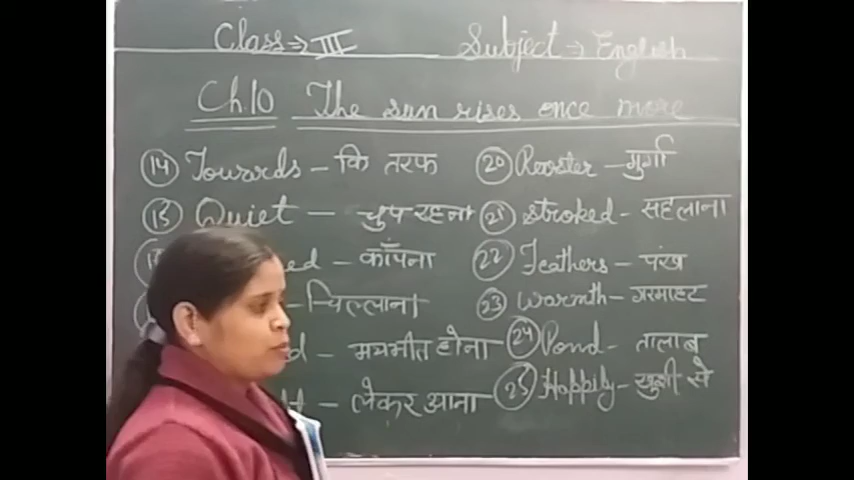 Class → III Subject → English
Ch.10 The sun rises once more
14 Towards - कि तरफ
15 Quiet - चुप रहना
ed - काँपना
- चिल्लाना
d - भयभीत होना
- लेकर आना
20 Rooster - मुर्गा
21 Stroked - सहलाना
22 Feathers - पंख
23 Warmth - गरमाहट
24 Pond - तालाब
25 Happily - खुशी से